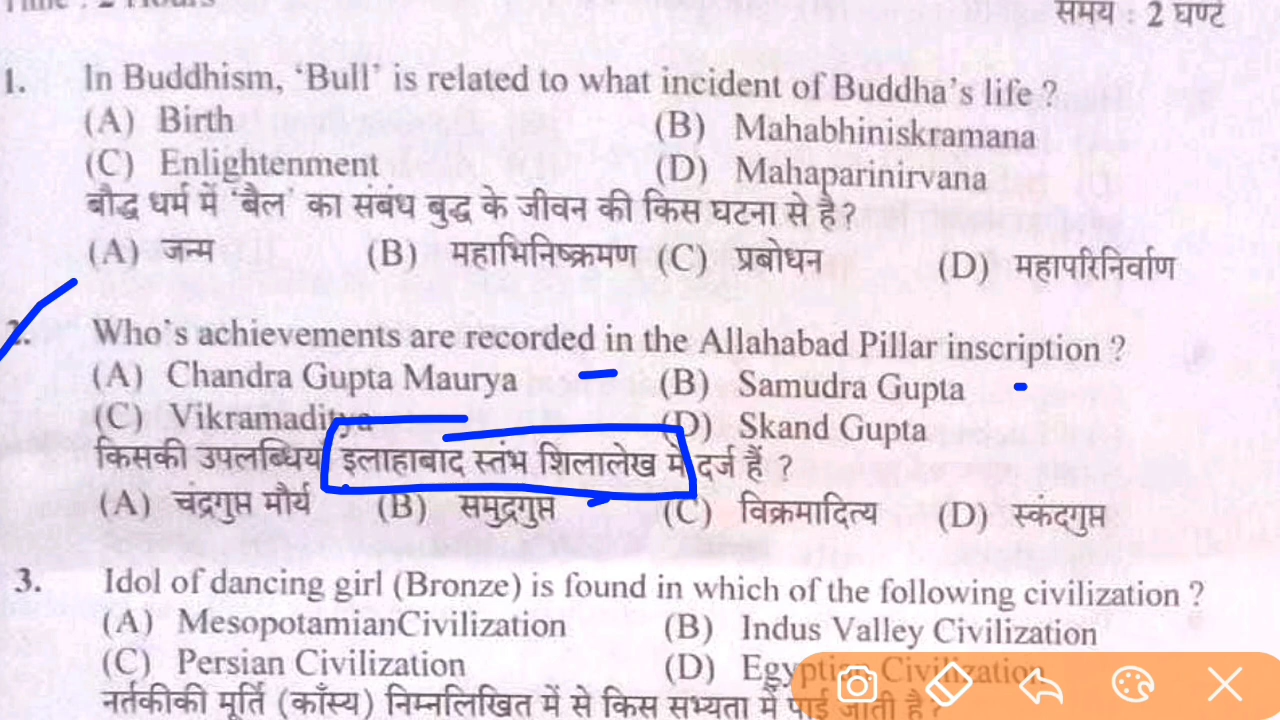 Time : 2 Hours
समय : 2 घण्टे
1. In Buddhism, ‘Bull’ is related to what incident of Buddha’s life ?
(A) Birth (B) Mahabhiniskramana
(C) Enlightenment (D) Mahaparinirvana
बौद्ध धर्म में ‘बैल’ का संबंध बुद्ध के जीवन की किस घटना से है?
(A) जन्म (B) महाभिनिष्क्रमण (C) प्रबोधन (D) महापरिनिर्वाण
2. Who’s achievements are recorded in the Allahabad Pillar inscription ?
(A) Chandra Gupta Maurya (B) Samudra Gupta
(C) Vikramaditya (D) Skand Gupta
किसकी उपलब्धियां इलाहाबाद स्तंभ शिलालेख में दर्ज हैं ?
(A) चंद्रगुप्त मौर्य (B) समुद्रगुप्त (C) विक्रमादित्य (D) स्कंदगुप्त
3. Idol of dancing girl (Bronze) is found in which of the following civilization ?
(A) MesopotamianCivilization (B) Indus Valley Civilization
(C) Persian Civilization (D) Egyptian Civilization
नर्तकीकी मूर्ति (काँस्य) निम्नलिखित में से किस सभ्यता में पाई जाती है ?